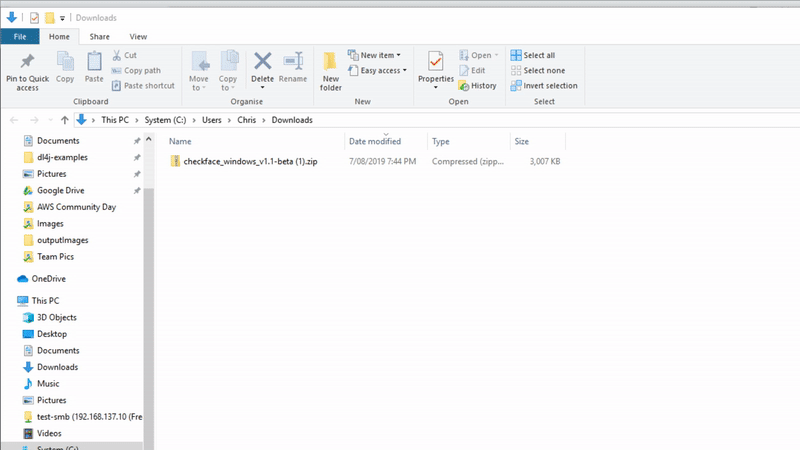 Downloads
File Home Share View
Pin to Quick access
Copy
Paste
Cut
Copy path
Paste shortcut
Clipboard
Move to
Copy to
Delete
Rename
Organise
New folder
New item
Easy access
New
Properties
Open
Edit
History
Open
Select all
Select none
Invert selection
Select
This PC > System (C:) > Users > Chris > Downloads
Name Date modified Type Size
checkface_windows_v1.1-beta (1).zip 7/08/2019 7:44 PM Compressed (zipp... 3,007 KB
Documents
dl4j-examples
Pictures
Google Drive
AWS Community Day
Images
outputImages
Team Pics
OneDrive
This PC
3D Objects
Desktop
Documents
Downloads
Music
Pictures
test-smb (192.168.137.10 (Fre
Videos
System (C:)